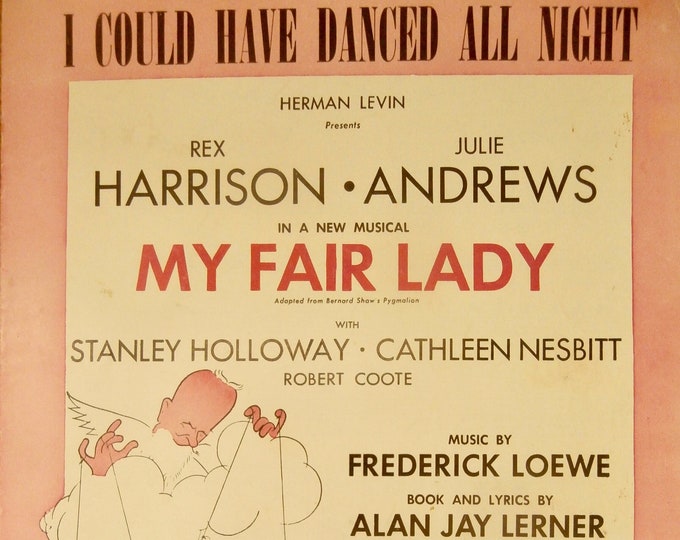 I COULD HAVE DANCED ALL NIGHT
HERMAN LEVIN
Presents
REX JULIE
HARRISON • ANDREWS
IN A NEW MUSICAL
MY FAIR LADY
Adapted from Bernard Shaw's Pygmalion
WITH
STANLEY HOLLOWAY • CATHLEEN NESBITT
ROBERT COOTE
MUSIC BY
FREDERICK LOEWE
BOOK AND LYRICS BY
ALAN JAY LERNER